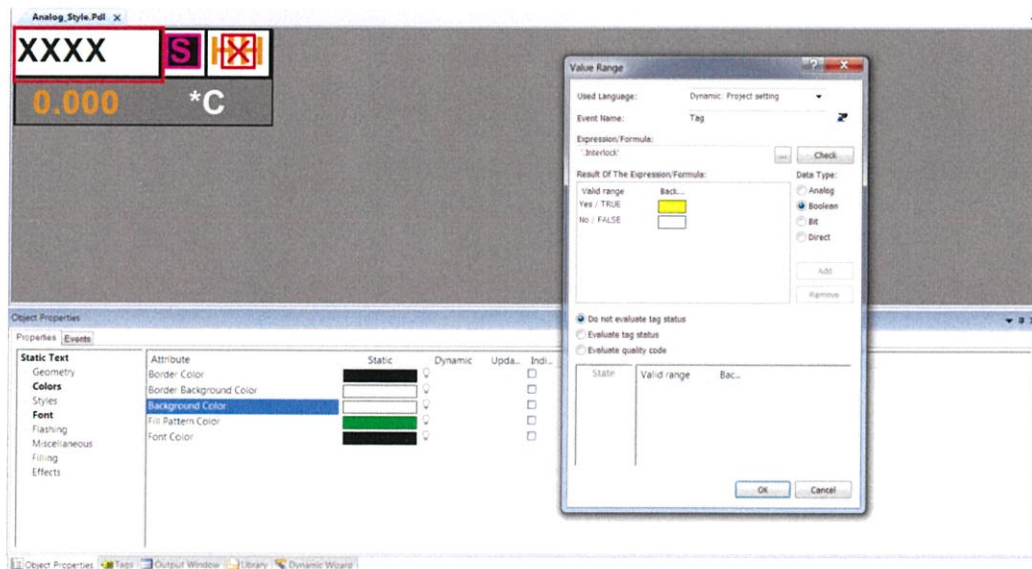 Analog_Style.Pdl X
XXXX S X
0.000 *C
Value Range ? X
Used Language: Dynamic: Project setting
Event Name: Tag
Expression/Formula:
'.Interlock' ... Check
Result Of The Expression/Formula: Data Type:
Valid range Back... Analog
Yes / TRUE Boolean
No / FALSE Bit
Direct
Add
Remove
Do not evaluate tag status
Evaluate tag status
Evaluate quality code
State Valid range Bac...
OK Cancel
Object Properties
Properties Events
Static Text Attribute Static Dynamic Upda... Indi...
Geometry Border Color
Colors Border Background Color
Styles Background Color
Font Fill Pattern Color
Flashing Font Color
Miscellaneous
Filling
Effects
Object Properties Tags Output Window Library Dynamic Wizard